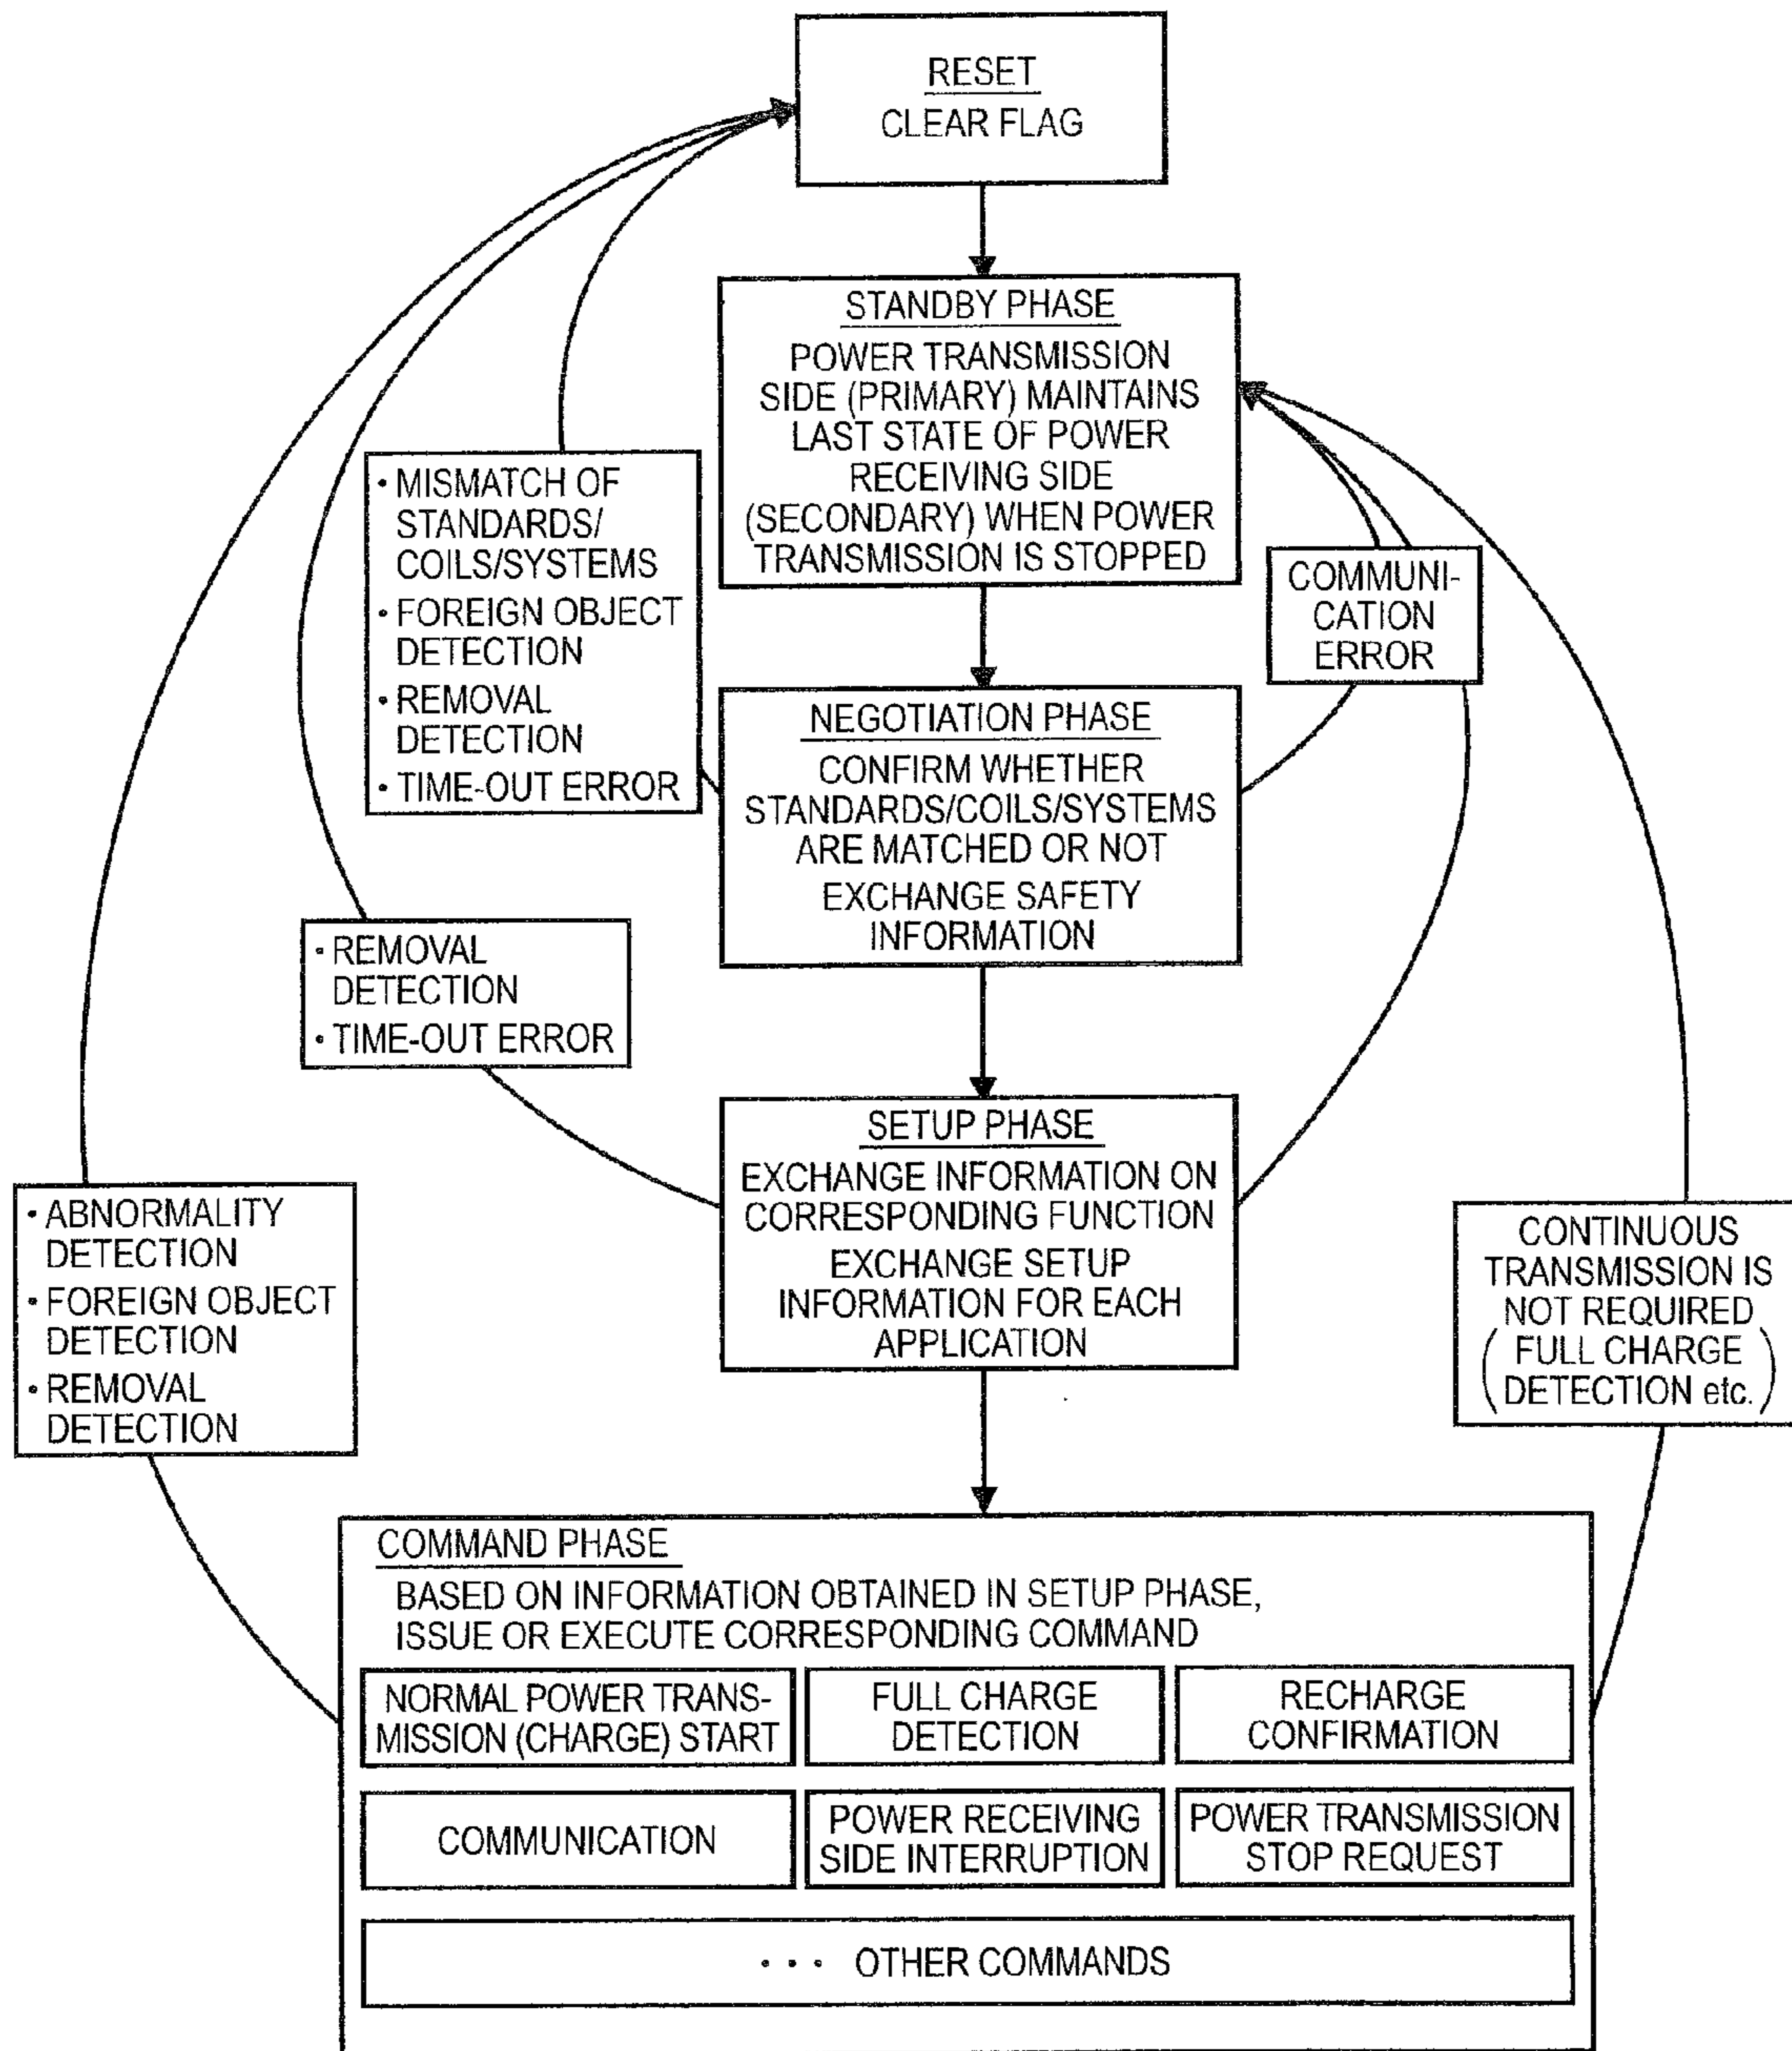 RESET
CLEAR FLAG
STANDBY PHASE
POWER TRANSMISSION
SIDE (PRIMARY) MAINTAINS
LAST STATE OF POWER
RECEIVING SIDE
(SECONDARY) WHEN POWER
TRANSMISSION IS STOPPED
• MISMATCH OF
STANDARDS/
COILS/SYSTEMS
• FOREIGN OBJECT
DETECTION
• REMOVAL
DETECTION
• TIME-OUT ERROR
COMMUNI-
CATION
ERROR
NEGOTIATION PHASE
CONFIRM WHETHER
STANDARDS/COILS/SYSTEMS
ARE MATCHED OR NOT
EXCHANGE SAFETY
INFORMATION
• REMOVAL
DETECTION
• TIME-OUT ERROR
SETUP PHASE
EXCHANGE INFORMATION ON
CORRESPONDING FUNCTION
EXCHANGE SETUP
INFORMATION FOR EACH
APPLICATION
• ABNORMALITY
DETECTION
• FOREIGN OBJECT
DETECTION
• REMOVAL
DETECTION
CONTINUOUS
TRANSMISSION IS
NOT REQUIRED
(FULL CHARGE
DETECTION etc.)
COMMAND PHASE
BASED ON INFORMATION OBTAINED IN SETUP PHASE,
ISSUE OR EXECUTE CORRESPONDING COMMAND
NORMAL POWER TRANS-
MISSION (CHARGE) START
FULL CHARGE
DETECTION
RECHARGE
CONFIRMATION
COMMUNICATION
POWER RECEIVING
SIDE INTERRUPTION
POWER TRANSMISSION
STOP REQUEST
• • • OTHER COMMANDS